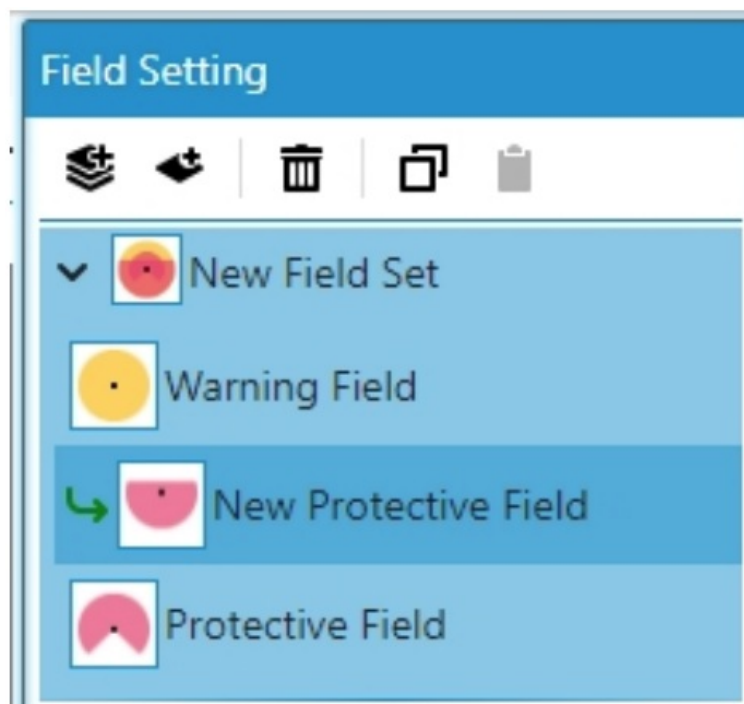 Field Setting
New Field Set
Warning Field
New Protective Field
Protective Field